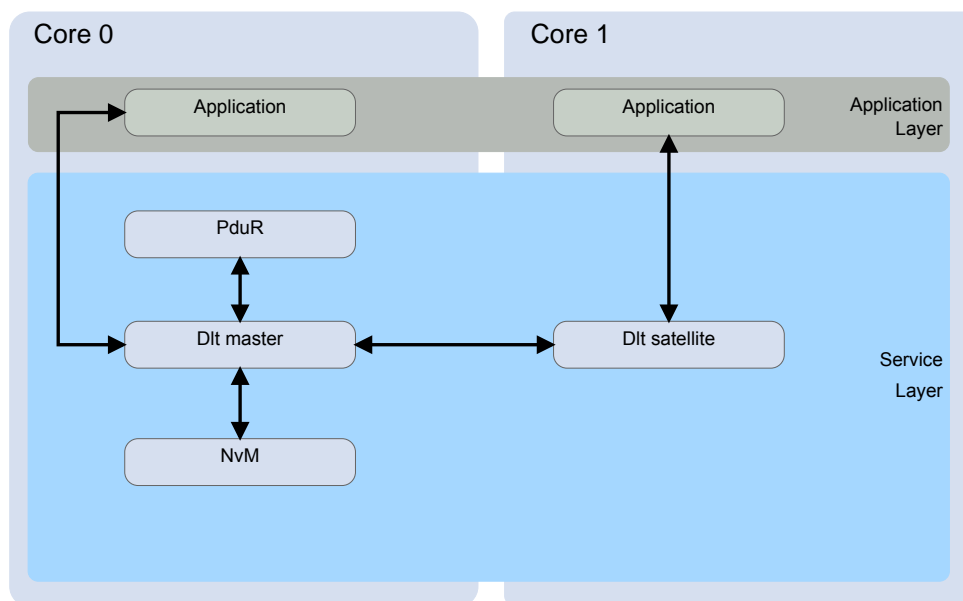 Core 0
Core 1
Application
Application
Application
Layer
PduR
Dlt master
Dlt satellite
Service
Layer
NvM